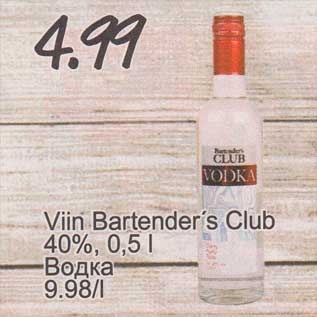 4.99
Bartender's
CLUB
VODKA
Viin Bartender´s Club
40%, 0,5 l
Водка
9.98/l